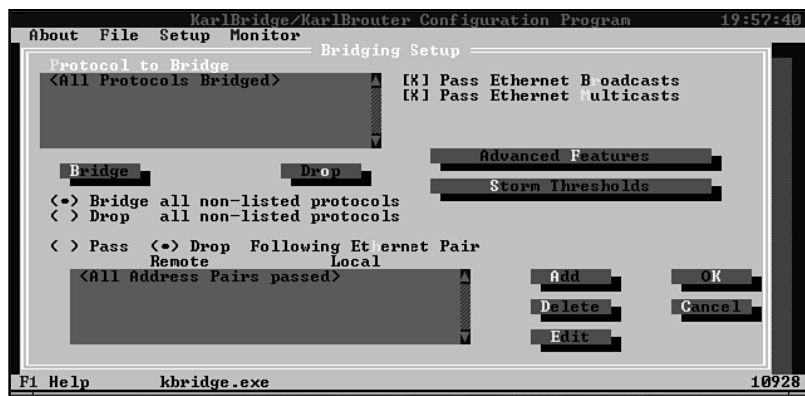 KarlBridge/KarlBrouter Configuration Program 19:57:40
About File Setup Monitor
Bridging Setup
Protocol to Bridge
<All Protocols Bridged>
[X] Pass Ethernet Broadcasts
[X] Pass Ethernet Multicasts
Bridge Drop
Advanced Features
Storm Thresholds
(•) Bridge all non-listed protocols
( ) Drop all non-listed protocols
( ) Pass (•) Drop Following Ethernet Pair
Remote Local
<All Address Pairs passed>
Add OK
Delete Cancel
Edit
F1 Help kbridge.exe 10928